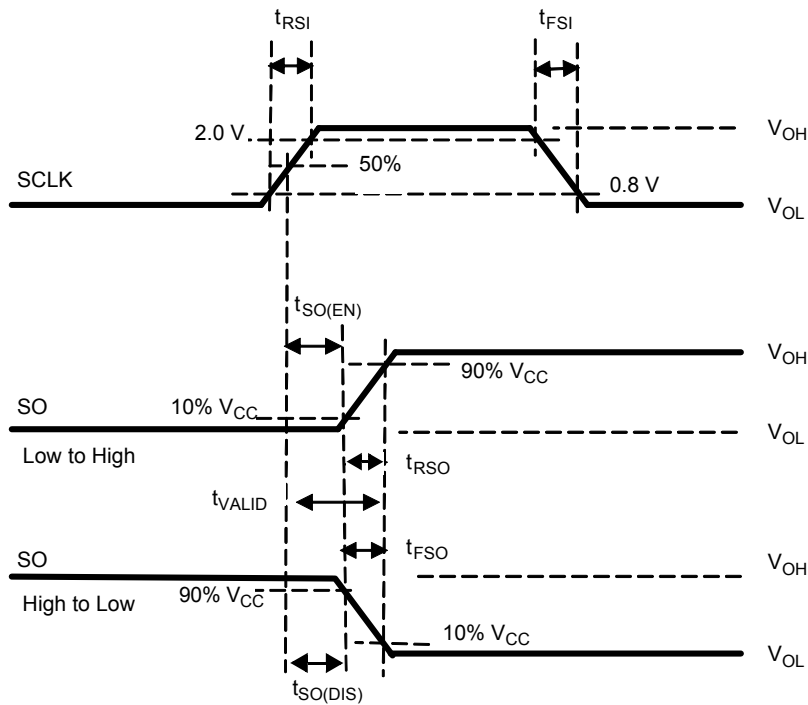 tRSI
tFSI
2.0 V
VOH
50%
SCLK
0.8 V
VOL
tSO(EN)
VOH
90% VCC
10% VCC
SO
VOL
Low to High
tRSO
tVALID
tFSO
SO
VOH
90% VCC
High to Low
10% VCC
VOL
tSO(DIS)